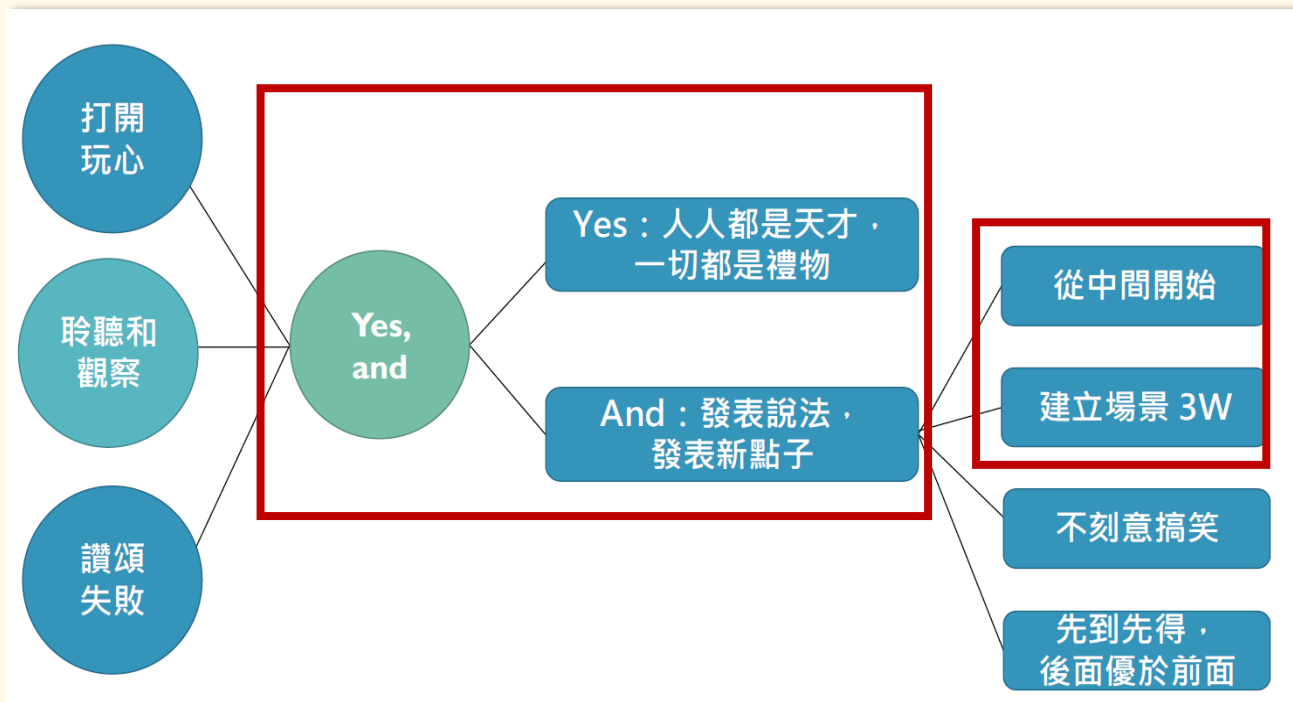 打開
玩心
聆聽和
觀察
讚頌
失敗
Yes,
and
Yes：人人都是天才，
一切都是禮物
And：發表說法，
發表新點子
從中間開始
建立場景 3W
不刻意搞笑
先到先得，
後面優於前面